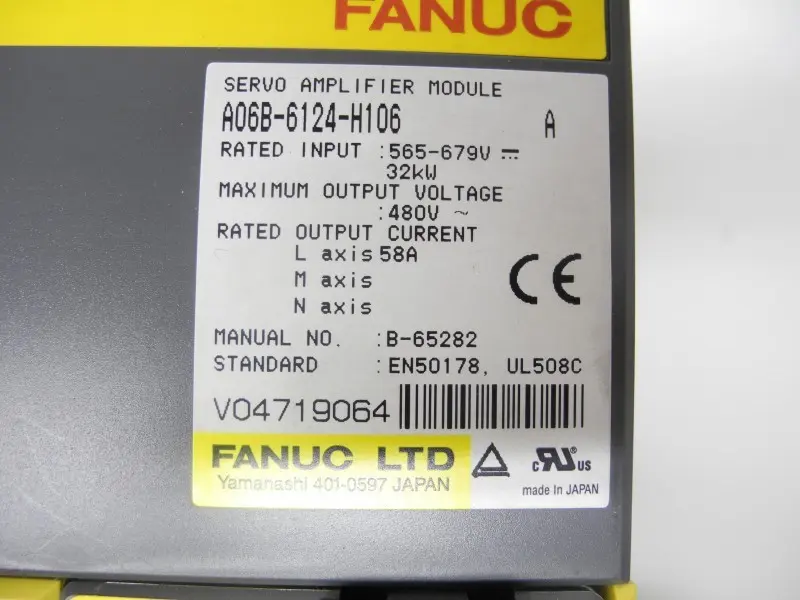 FANUC
SERVO AMPLIFIER MODULE
A06B-6124-H106 A
RATED INPUT :565-679V ⎓
32kW
MAXIMUM OUTPUT VOLTAGE
:480V ~
RATED OUTPUT CURRENT
L axis 58A
M axis
N axis
CE
MANUAL NO. :B-65282
STANDARD :EN50178, UL508C
V04719064
FANUC LTD
Yamanashi 401-0597 JAPAN
c RU US
made In JAPAN